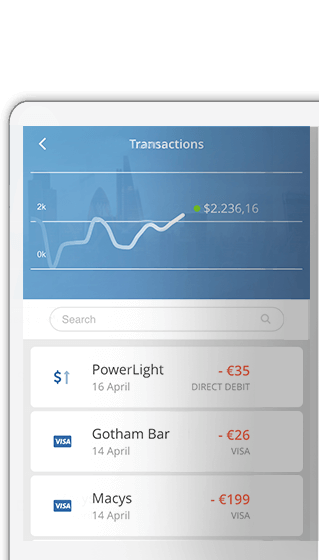 Transactions
2k
$2.236,16
0k
Search
PowerLight - €35
16 April DIRECT DEBIT
VISA Gotham Bar - €26
14 April VISA
VISA Macys - €199
14 April VISA